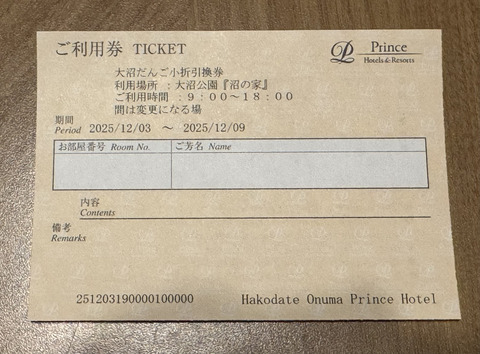 ご利用券 TICKET
Prince
Hotels & Resorts
大沼だんご小折引換券
利用場所 :大沼公園『沼の家』
ご利用時間 :9:00~18:00
間は変更になる場
期間
Period 2025/12/03 ~ 2025/12/09
お部屋番号 Room No. ご芳名 Name
内容
Contents
備考
Remarks
251203190000100000 Hakodate Onuma Prince Hotel